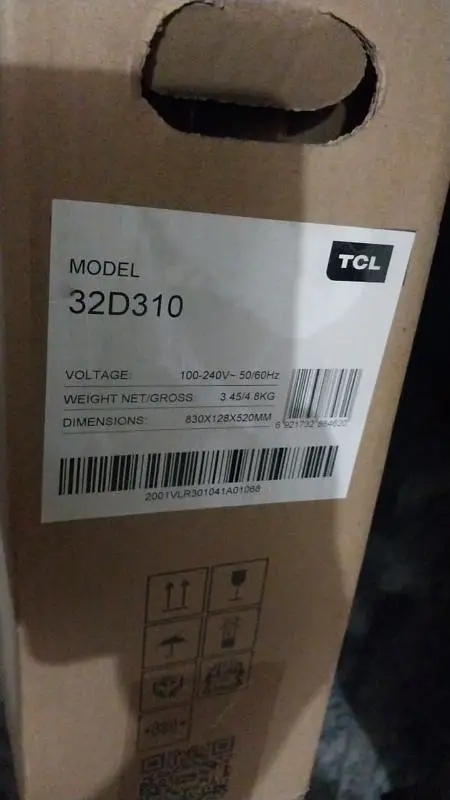 TCL
MODEL
32D310
VOLTAGE: 100-240V~ 50/60Hz
WEIGHT NET/GROSS: 3.45/4.8KG
DIMENSIONS: 830X128X520MM
2001VLR301041A01068